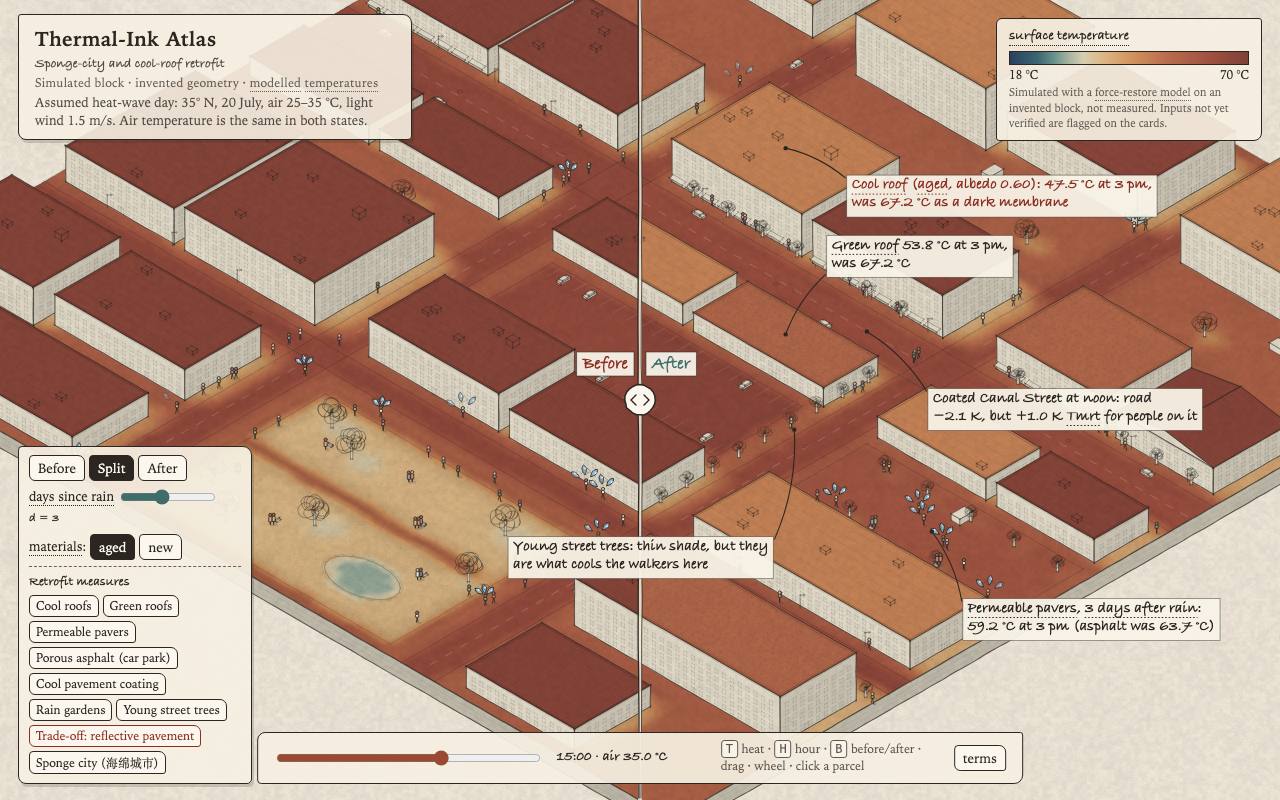 Thermal-Ink Atlas
Sponge-city and cool-roof retrofit
Simulated block · invented geometry · modelled temperatures
Assumed heat-wave day: 35° N, 20 July, air 25–35 °C, light
wind 1.5 m/s. Air temperature is the same in both states.
surface temperature
18 °C 70 °C
Simulated with a force-restore model on an
invented block, not measured. Inputs not yet
verified are flagged on the cards.
Cool roof (aged, albedo 0.60): 47.5 °C at 3 pm,
was 67.2 °C as a dark membrane
Green roof 53.8 °C at 3 pm,
was 67.2 °C
Before After
Coated Canal Street at noon: road
−2.1 K, but +1.0 K Tmrt for people on it
Young street trees: thin shade, but they
are what cools the walkers here
Permeable pavers, 3 days after rain:
59.2 °C at 3 pm (asphalt was 63.7 °C)
Before Split After
days since rain
d = 3
materials: aged new
Retrofit measures
Cool roofs Green roofs
Permeable pavers
Porous asphalt (car park)
Cool pavement coating
Rain gardens Young street trees
Trade-off: reflective pavement
Sponge city (海绵城市)
15:00 · air 35.0 °C
T heat · H hour · B before/after ·
drag · wheel · click a parcel
terms